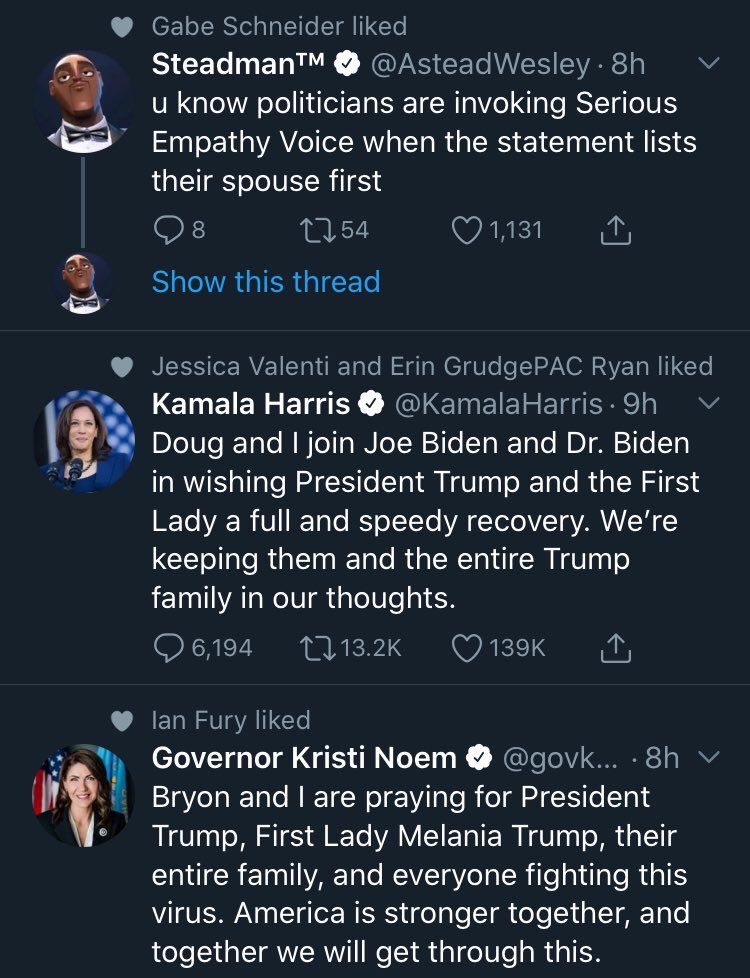 Gabe Schneider liked
Steadman™ @AsteadWesley · 8h
u know politicians are invoking Serious
Empathy Voice when the statement lists
their spouse first
8 54 1,131
Show this thread
Jessica Valenti and Erin GrudgePAC Ryan liked
Kamala Harris @KamalaHarris · 9h
Doug and I join Joe Biden and Dr. Biden
in wishing President Trump and the First
Lady a full and speedy recovery. We’re
keeping them and the entire Trump
family in our thoughts.
6,194 13.2K 139K
Ian Fury liked
Governor Kristi Noem @govk... · 8h
Bryon and I are praying for President
Trump, First Lady Melania Trump, their
entire family, and everyone fighting this
virus. America is stronger together, and
together we will get through this.